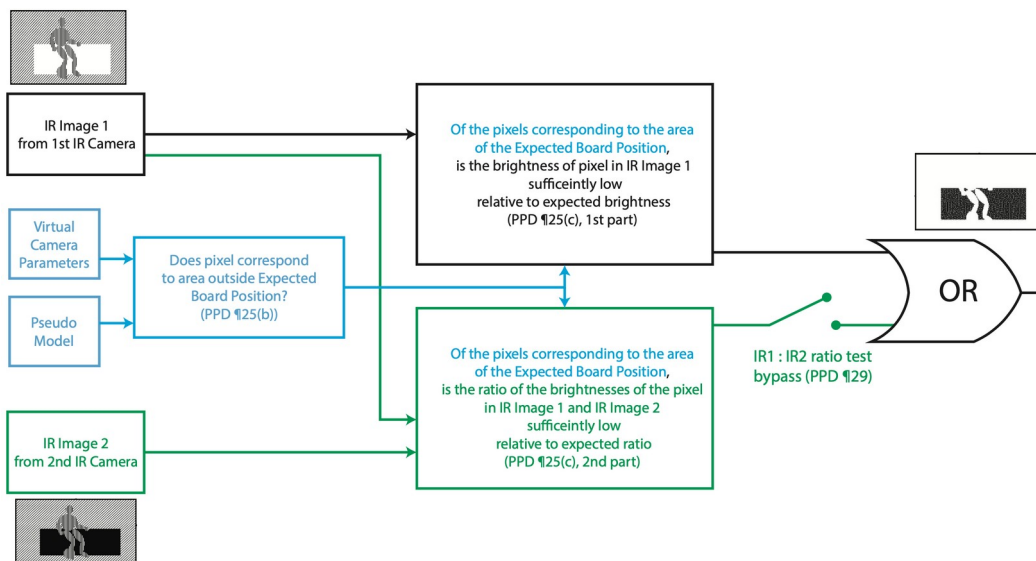 IR Image 1
from 1st IR Camera
Virtual
Camera
Parameters
Pseudo
Model
Does pixel correspond
to area outside Expected
Board Position?
(PPD ¶25(b))
IR Image 2
from 2nd IR Camera
Of the pixels corresponding to the area
of the Expected Board Position,
is the brightness of pixel in IR Image 1
sufficeintly low
relative to expected brightness
(PPD ¶25(c), 1st part)
Of the pixels corresponding to the area
of the Expected Board Position,
is the ratio of the brightnesses of the pixel
in IR Image 1 and IR Image 2
sufficeintly low
relative to expected ratio
(PPD ¶25(c), 2nd part)
IR1 : IR2 ratio test
bypass (PPD ¶29)
OR